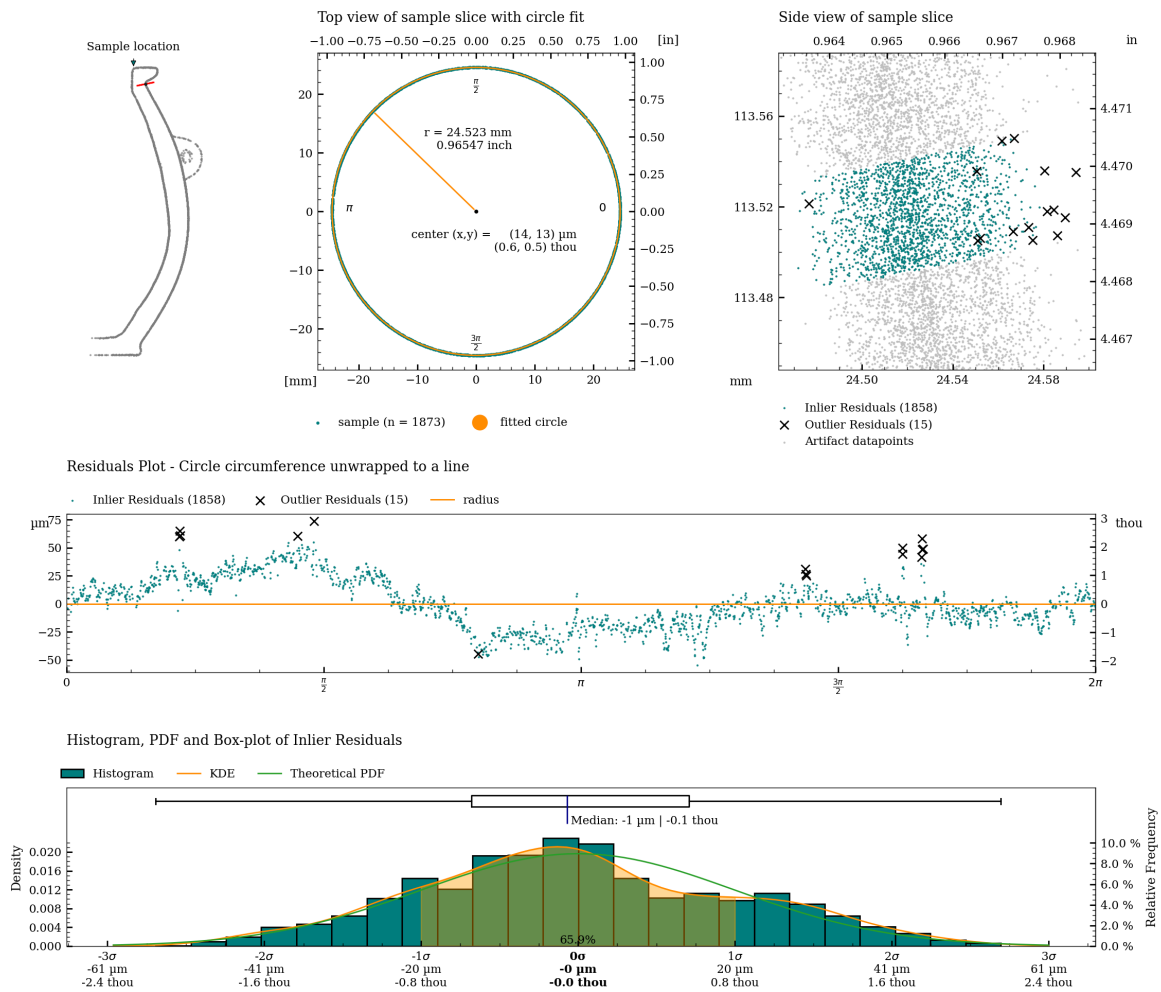 Sample location
Top view of sample slice with circle fit
−1.00 −0.75 −0.50 −0.25 0.00 0.25 0.50 0.75 1.00 [in]
20
10
0
−10
−20
1.00
0.75
0.50
0.25
0.00
−0.25
−0.50
−0.75
−1.00
π/2
r = 24.523 mm
0.96547 inch
π
0
center (x,y) = (14, 13) µm
(0.6, 0.5) thou
3π/2
[mm] −20 −10 0 10 20
sample (n = 1873) fitted circle
Side view of sample slice
0.964 0.965 0.966 0.967 0.968 in
113.56
113.52
113.48
4.471
4.470
4.469
4.468
4.467
mm 24.50 24.54 24.58
Inlier Residuals (1858)
Outlier Residuals (15)
Artifact datapoints
Residuals Plot - Circle circumference unwrapped to a line
Inlier Residuals (1858) Outlier Residuals (15) radius
µm
75
50
25
0
−25
−50
3 thou
2
1
0
−1
−2
0 π/2 π 3π/2 2π
Histogram, PDF and Box-plot of Inlier Residuals
Histogram KDE Theoretical PDF
Median: -1 µm | -0.1 thou
Density
0.020
0.016
0.012
0.008
0.004
0.000
10.0 %
8.0 %
6.0 %
4.0 %
2.0 %
0.0 %
Relative Frequency
65.9%
-3σ -2σ -1σ 0σ 1σ 2σ 3σ
-61 µm -41 µm -20 µm -0 µm 20 µm 41 µm 61 µm
-2.4 thou -1.6 thou -0.8 thou -0.0 thou 0.8 thou 1.6 thou 2.4 thou